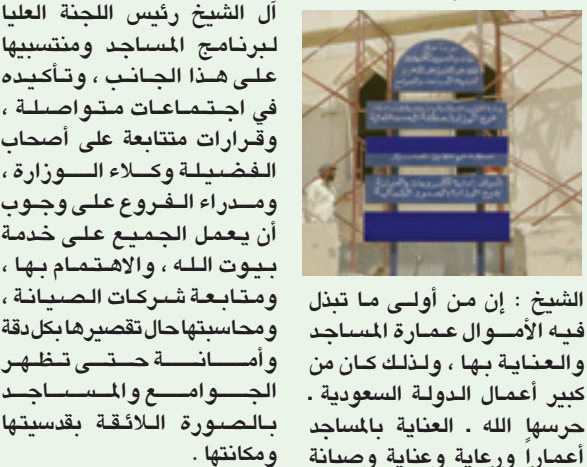 الشيخ : إن من أولى ما تبذل
فيه الأموال عمارة المساجد
والعناية بها ، ولذلك كان من
كبير أعمال الدولة السعودية .
حرسها الله . العناية بالمساجد
أعماراً ورعاية وعناية وصيانة
آل الشيخ رئيس اللجنة العليا
لبرنامج المساجد ومنتسبيها
على هذا الجانب ، وتأكيده
في اجتماعات متواصلة ،
وقرارات متتابعة على أصحاب
الفضيلة وكلاء الوزارة ،
ومدراء الفروع على وجوب
أن يعمل الجميع على خدمة
بيوت الله ، والاهتمام بها ،
ومتابعة شركات الصيانة ،
ومحاسبتها حال تقصيرها بكل دقة
وأمانة حتى تظهر
الجوامع والمساجد
بالصورة اللائقة بقدسيتها
ومكانتها .